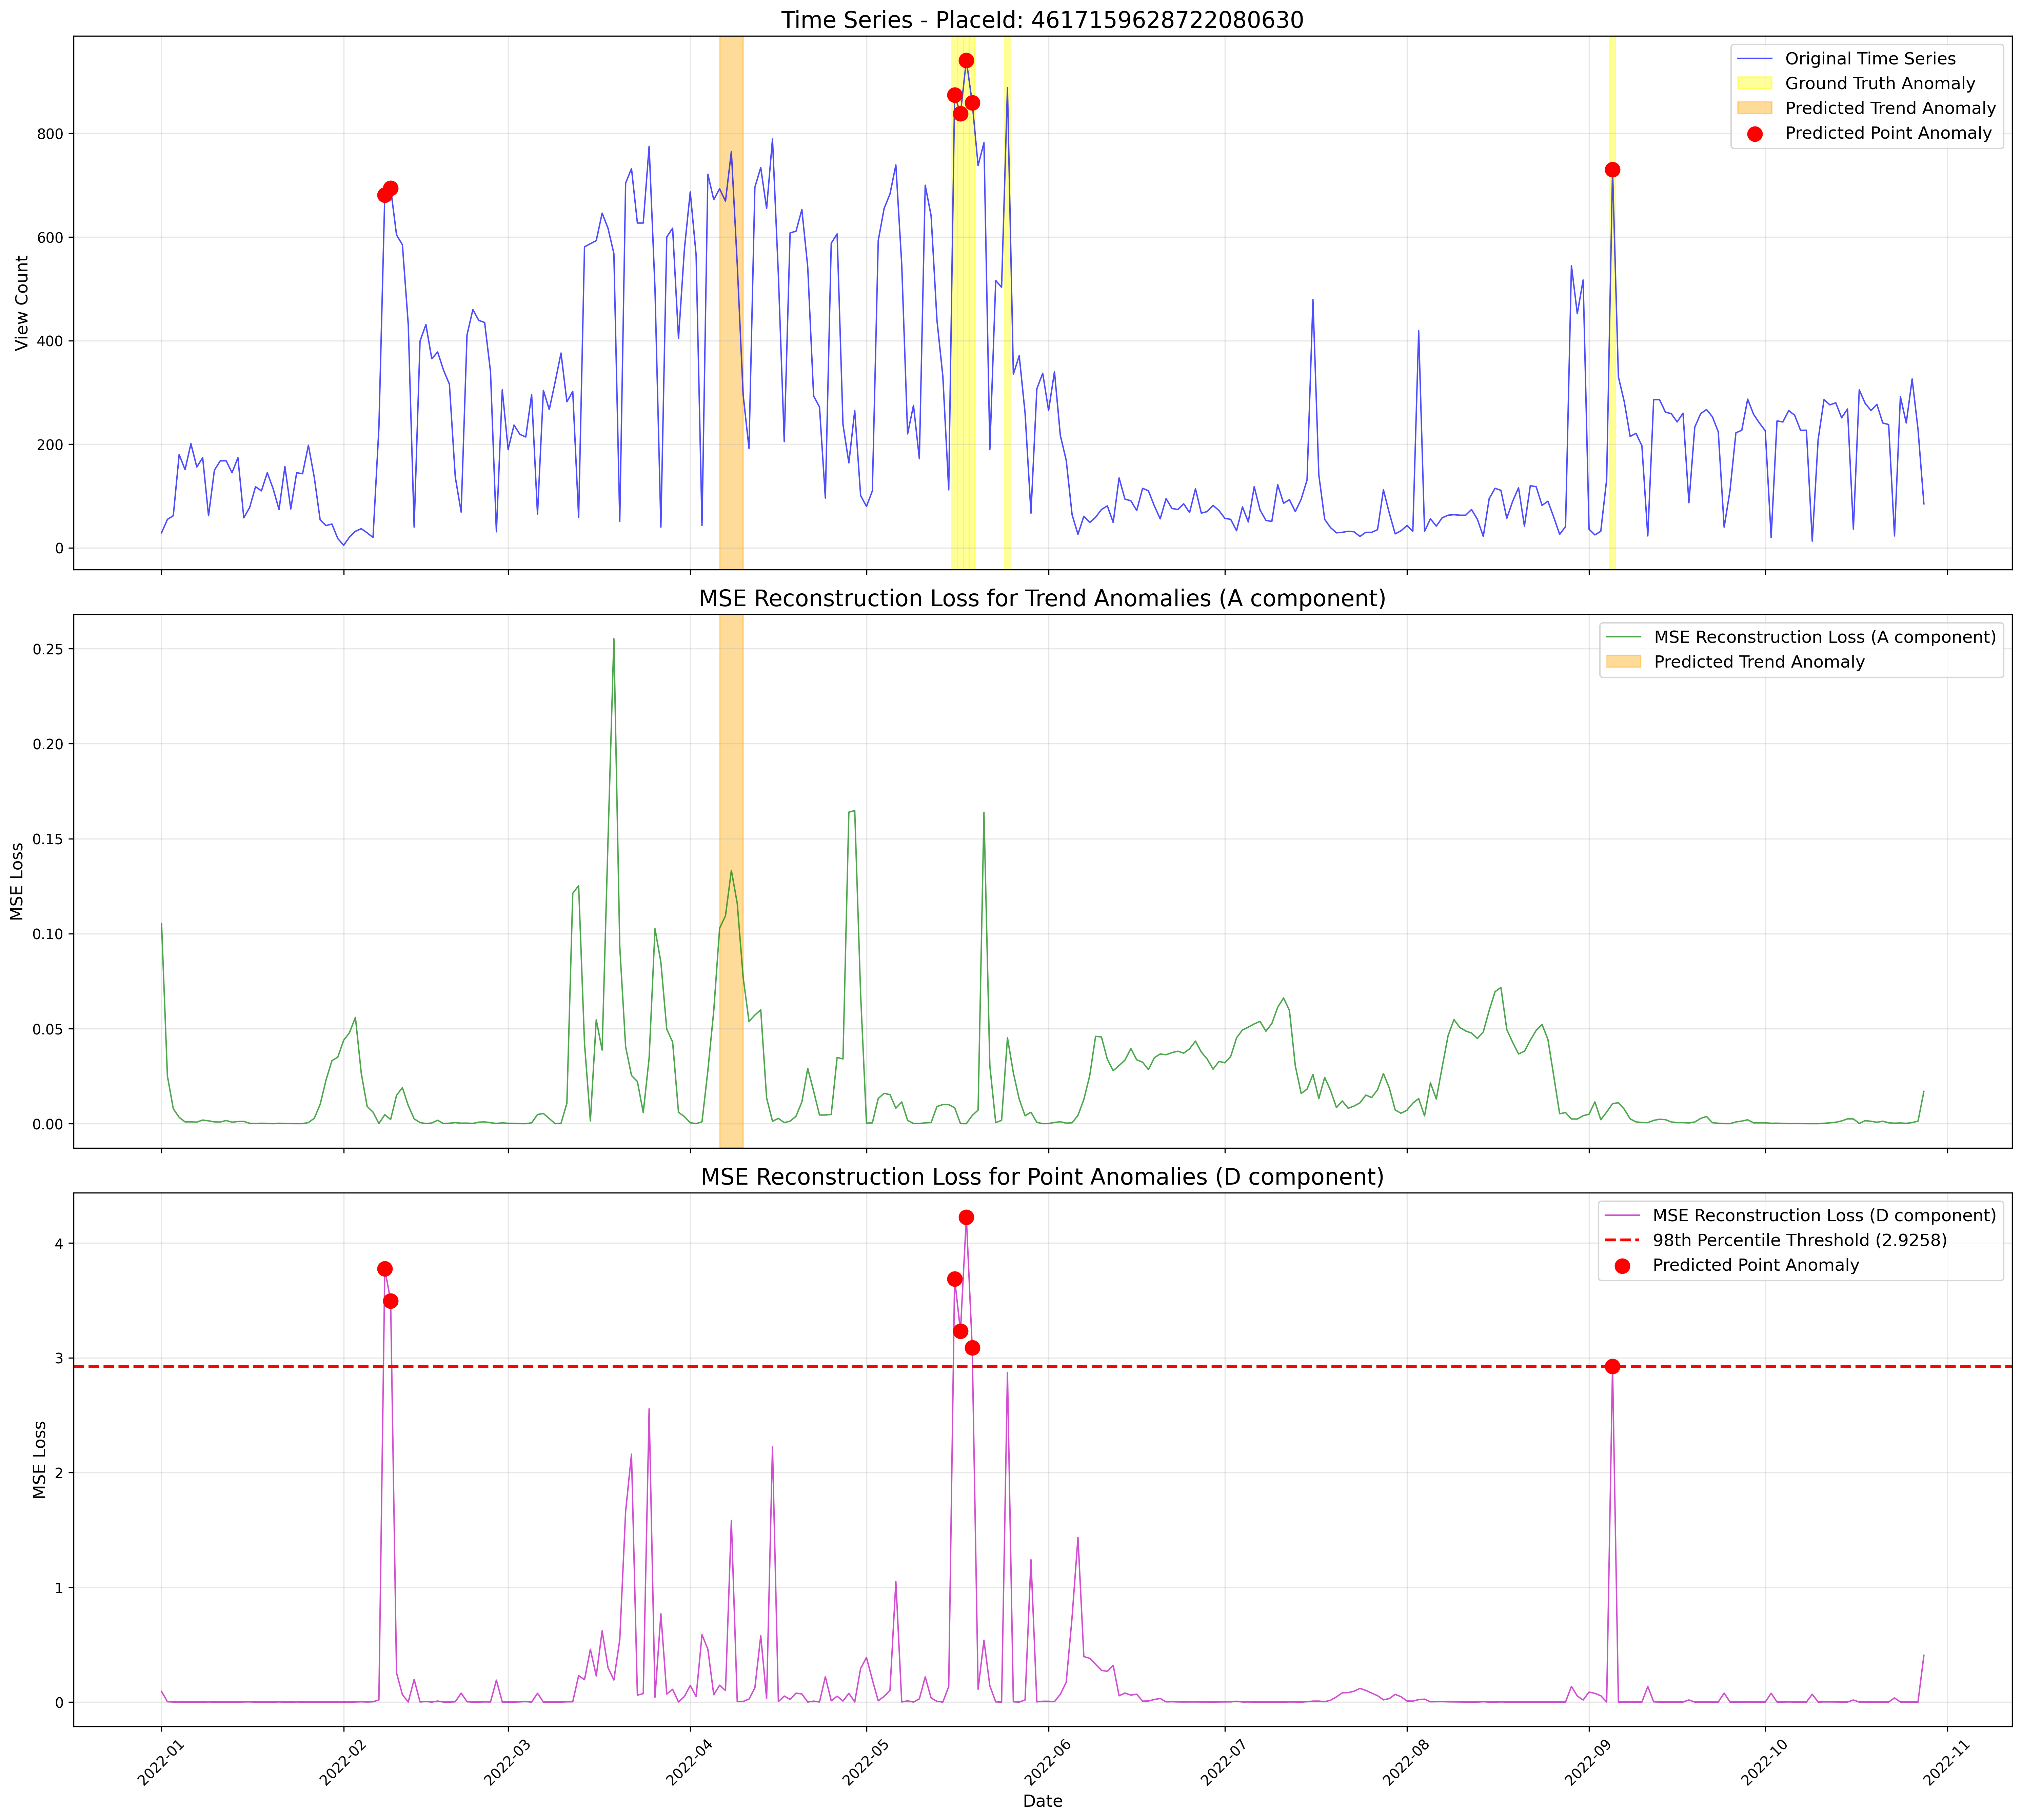 Time Series - PlaceId: 4617159628722080630
Original Time Series
Ground Truth Anomaly
Predicted Trend Anomaly
Predicted Point Anomaly
View Count
800
600
400
200
0
MSE Reconstruction Loss for Trend Anomalies (A component)
MSE Reconstruction Loss (A component)
Predicted Trend Anomaly
MSE Loss
0.25
0.20
0.15
0.10
0.05
0.00
MSE Reconstruction Loss for Point Anomalies (D component)
MSE Reconstruction Loss (D component)
98th Percentile Threshold (2.9258)
Predicted Point Anomaly
MSE Loss
4
3
2
1
0
2022-01
2022-02
2022-03
2022-04
2022-05
2022-06
2022-07
2022-08
2022-09
2022-10
2022-11
Date